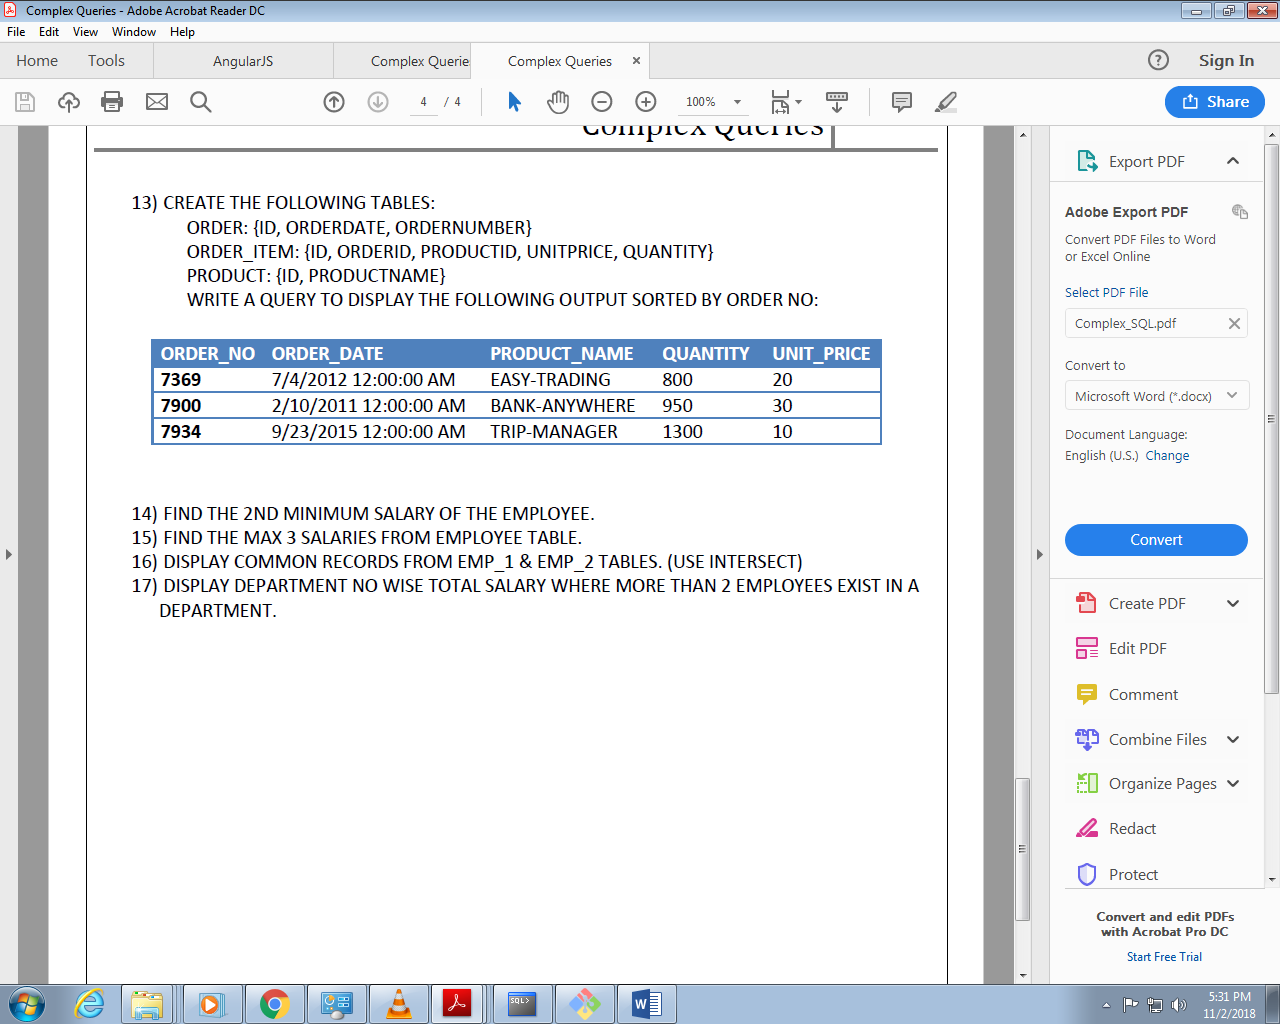 Complex Queries - Adobe Acrobat Reader DC
File Edit View Window Help
Home Tools AngularJS Complex Querie Complex Queries × Sign In
4 / 4 100% Share
Complex Queries
13) CREATE THE FOLLOWING TABLES:
ORDER: {ID, ORDERDATE, ORDERNUMBER}
ORDER_ITEM: {ID, ORDERID, PRODUCTID, UNITPRICE, QUANTITY}
PRODUCT: {ID, PRODUCTNAME}
WRITE A QUERY TO DISPLAY THE FOLLOWING OUTPUT SORTED BY ORDER NO:
ORDER_NO ORDER_DATE PRODUCT_NAME QUANTITY UNIT_PRICE
7369 7/4/2012 12:00:00 AM EASY-TRADING 800 20
7900 2/10/2011 12:00:00 AM BANK-ANYWHERE 950 30
7934 9/23/2015 12:00:00 AM TRIP-MANAGER 1300 10
14) FIND THE 2ND MINIMUM SALARY OF THE EMPLOYEE.
15) FIND THE MAX 3 SALARIES FROM EMPLOYEE TABLE.
16) DISPLAY COMMON RECORDS FROM EMP_1 & EMP_2 TABLES. (USE INTERSECT)
17) DISPLAY DEPARTMENT NO WISE TOTAL SALARY WHERE MORE THAN 2 EMPLOYEES EXIST IN A
DEPARTMENT.
Export PDF
Adobe Export PDF
Convert PDF Files to Word
or Excel Online
Select PDF File
Complex_SQL.pdf
Convert to
Microsoft Word (*.docx)
Document Language:
English (U.S.) Change
Convert
Create PDF
Edit PDF
Comment
Combine Files
Organize Pages
Redact
Protect
Convert and edit PDFs
with Acrobat Pro DC
Start Free Trial
SQL>
5:31 PM
11/2/2018